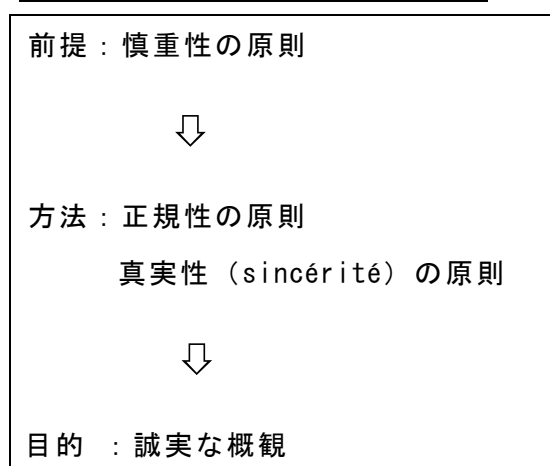 前提：慎重性の原則
⇩
方法：正規性の原則
真実性（sincérité）の原則
⇩
目的 ：誠実な概観